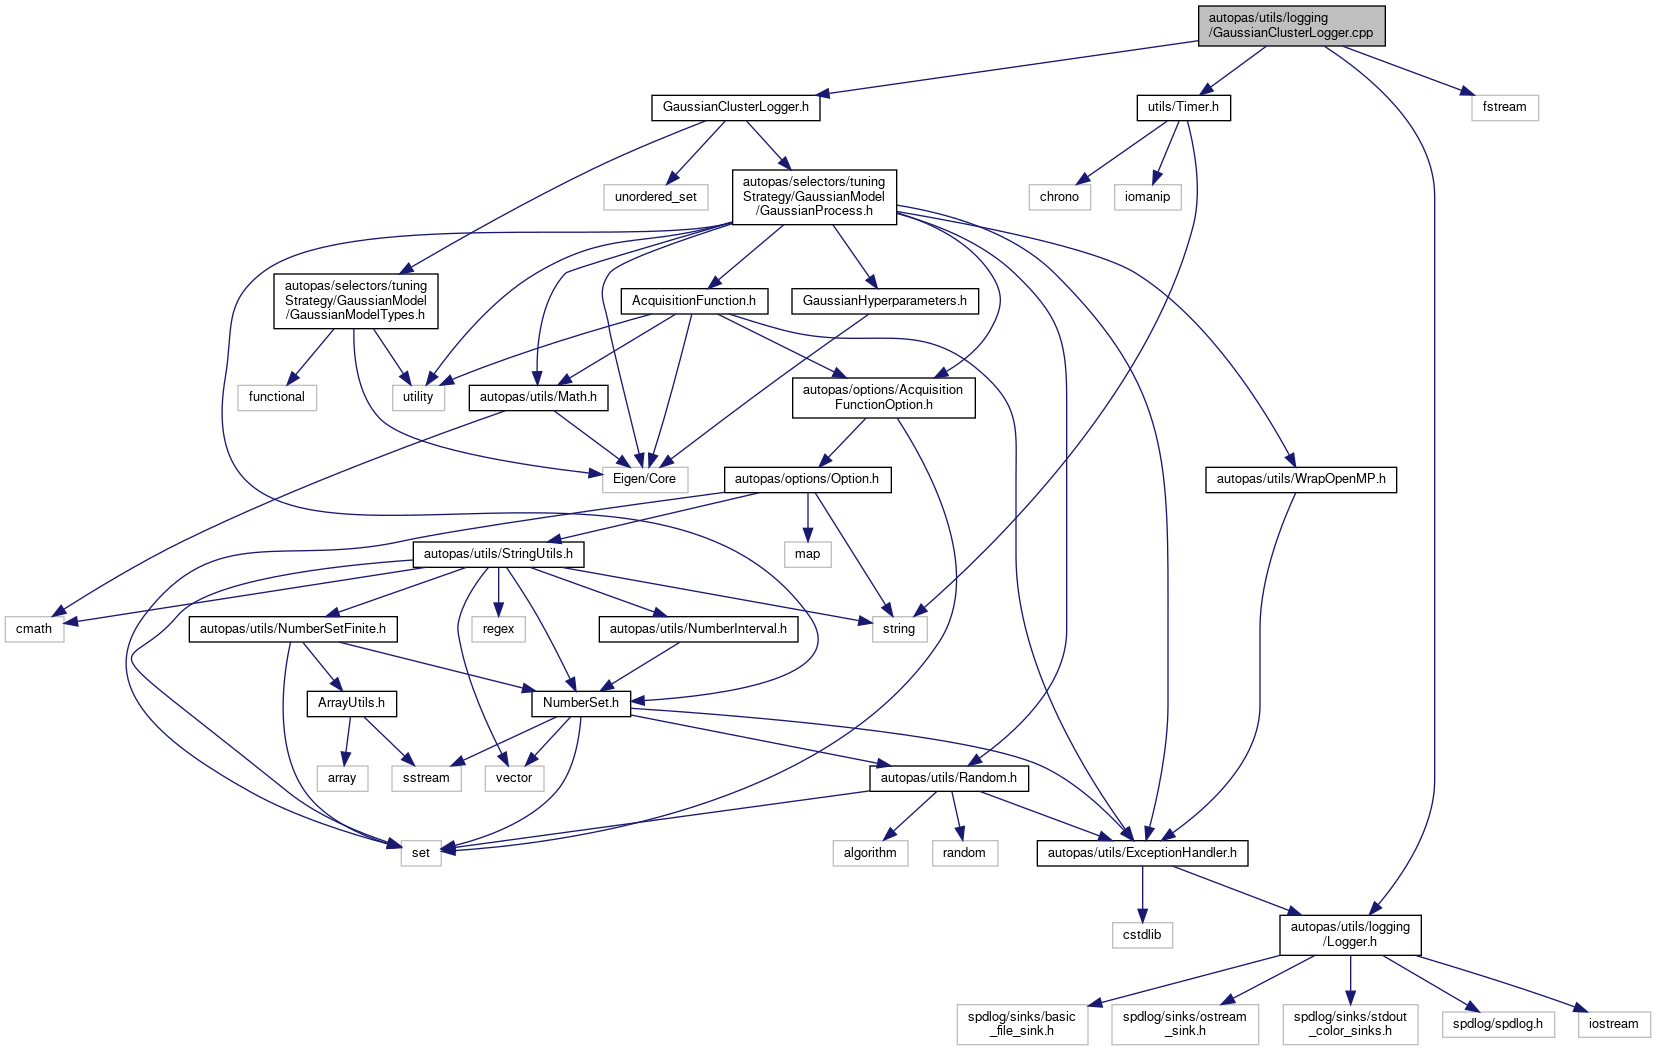 autopas/utils/logging
/GaussianClusterLogger.cpp
GaussianClusterLogger.h
utils/Timer.h
fstream
unordered_set
autopas/selectors/tuning
Strategy/GaussianModel
/GaussianProcess.h
chrono
iomanip
autopas/selectors/tuning
Strategy/GaussianModel
/GaussianModelTypes.h
AcquisitionFunction.h
GaussianHyperparameters.h
functional
utility
autopas/utils/Math.h
autopas/options/Acquisition
FunctionOption.h
Eigen/Core
autopas/options/Option.h
autopas/utils/WrapOpenMP.h
autopas/utils/StringUtils.h
map
cmath
autopas/utils/NumberSetFinite.h
regex
autopas/utils/NumberInterval.h
string
ArrayUtils.h
NumberSet.h
array
sstream
vector
autopas/utils/Random.h
set
algorithm
random
autopas/utils/ExceptionHandler.h
cstdlib
autopas/utils/logging
/Logger.h
spdlog/sinks/basic
_file_sink.h
spdlog/sinks/ostream
_sink.h
spdlog/sinks/stdout
_color_sinks.h
spdlog/spdlog.h
iostream